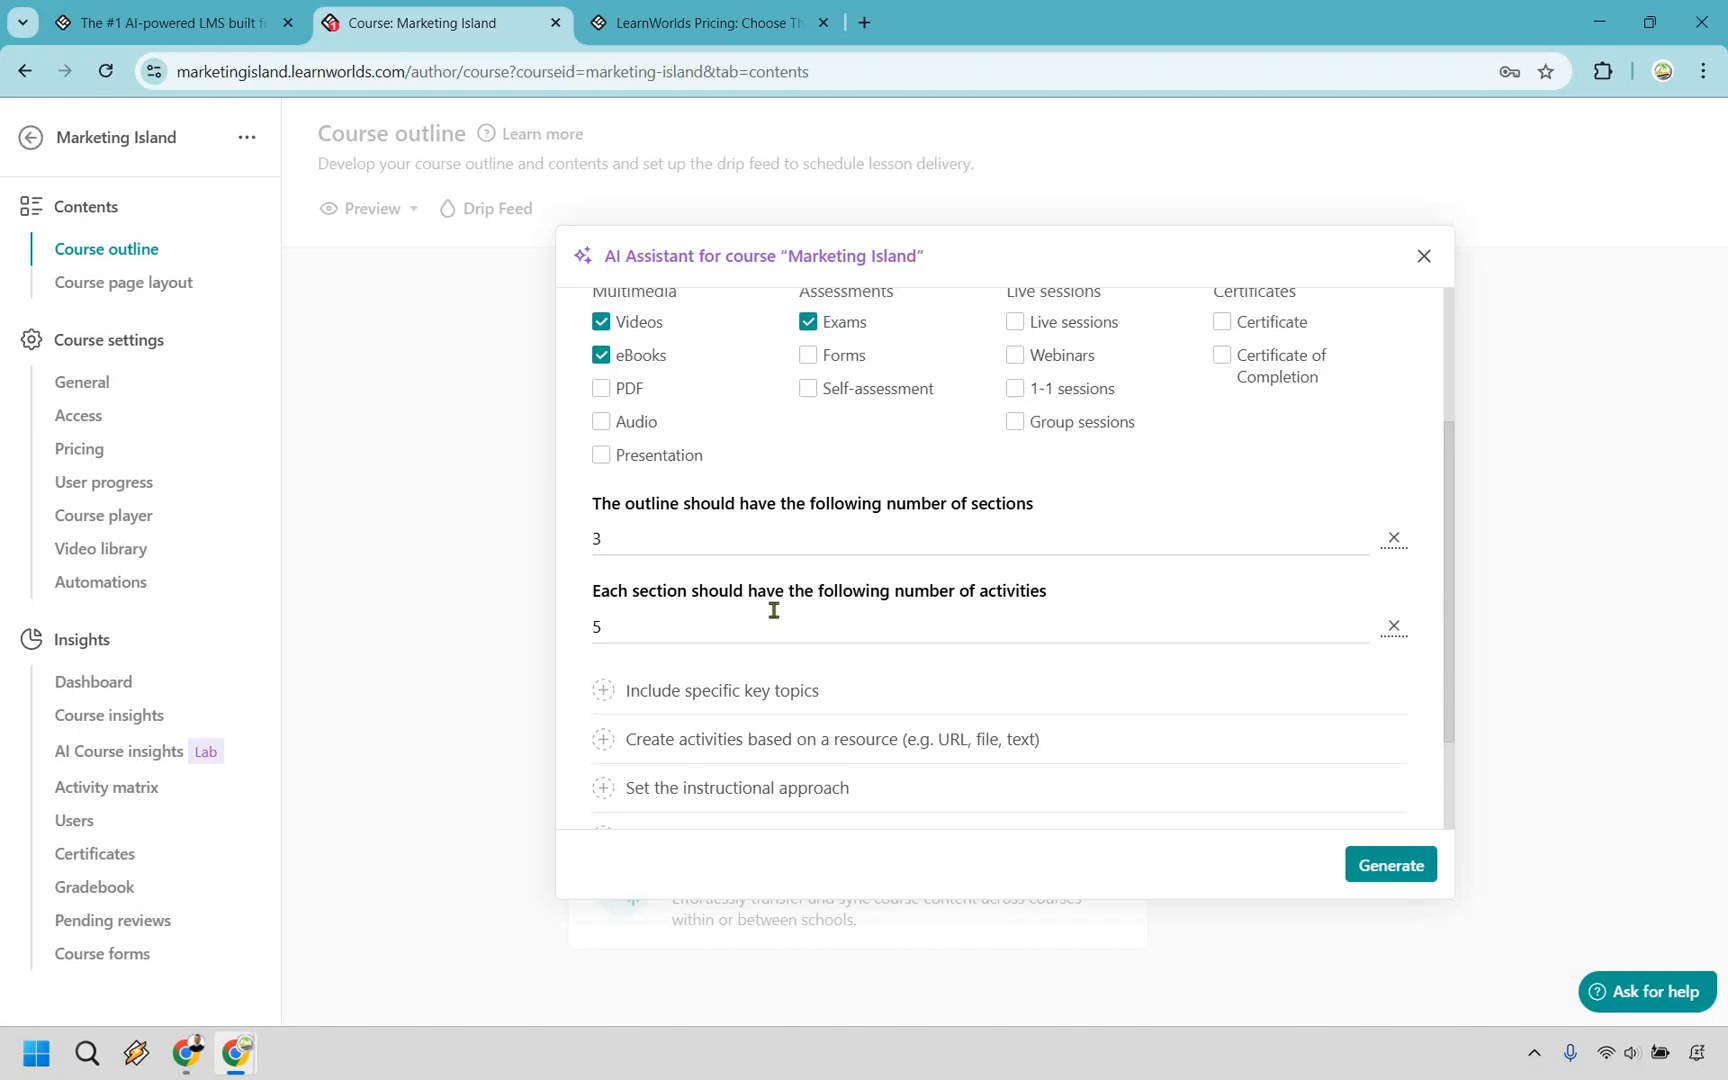 The #1 AI-powered LMS built f
Course: Marketing Island
LearnWorlds Pricing: Choose Th
marketingisland.learnworlds.com/author/course?courseid=marketing-island&tab=contents
Marketing Island
Contents
Course outline
Course page layout
Course settings
General
Access
Pricing
User progress
Course player
Video library
Automations
Insights
Dashboard
Course insights
AI Course insights Lab
Activity matrix
Users
Certificates
Gradebook
Pending reviews
Course forms
Course outline ? Learn more
Develop your course outline and contents and set up the drip feed to schedule lesson delivery.
Preview Drip Feed
AI Assistant for course “Marketing Island”
Multimedia
Videos
eBooks
PDF
Audio
Presentation
Assessments
Exams
Forms
Self-assessment
Live sessions
Live sessions
Webinars
1-1 sessions
Group sessions
Certificates
Certificate
Certificate of
Completion
The outline should have the following number of sections
3
Each section should have the following number of activities
5
Include specific key topics
Create activities based on a resource (e.g. URL, file, text)
Set the instructional approach
Generate
Effortlessly transfer and sync course content across courses
within or between schools.
? Ask for help